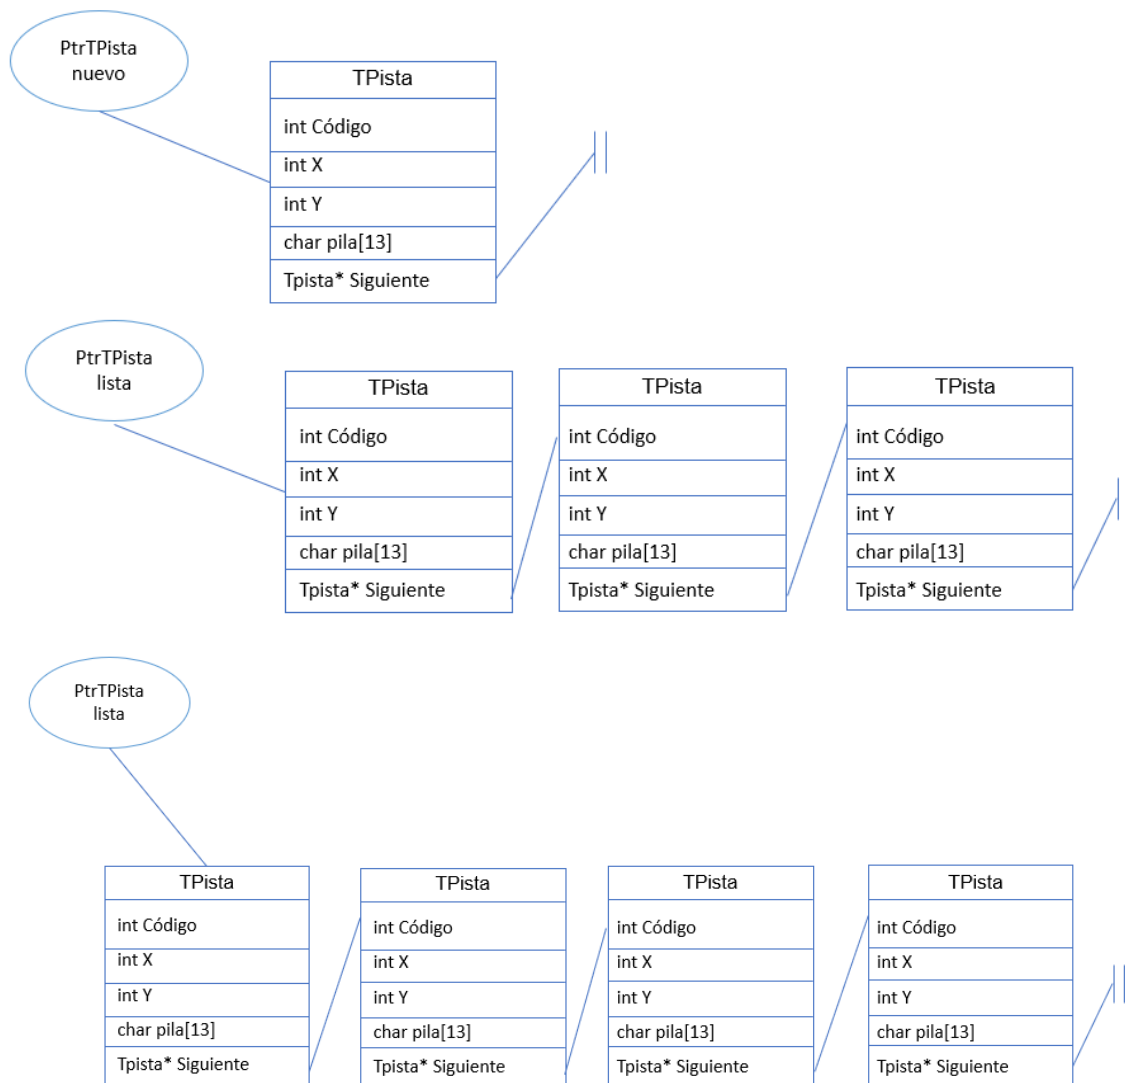 PtrTPista
nuevo
TPista
int Código
int X
int Y
char pila[13]
Tpista* Siguiente
PtrTPista
lista
TPista
int Código
int X
int Y
char pila[13]
Tpista* Siguiente
TPista
int Código
int X
int Y
char pila[13]
Tpista* Siguiente
TPista
int Código
int X
int Y
char pila[13]
Tpista* Siguiente
PtrTPista
lista
TPista
int Código
int X
int Y
char pila[13]
Tpista* Siguiente
TPista
int Código
int X
int Y
char pila[13]
Tpista* Siguiente
TPista
int Código
int X
int Y
char pila[13]
Tpista* Siguiente
TPista
int Código
int X
int Y
char pila[13]
Tpista* Siguiente